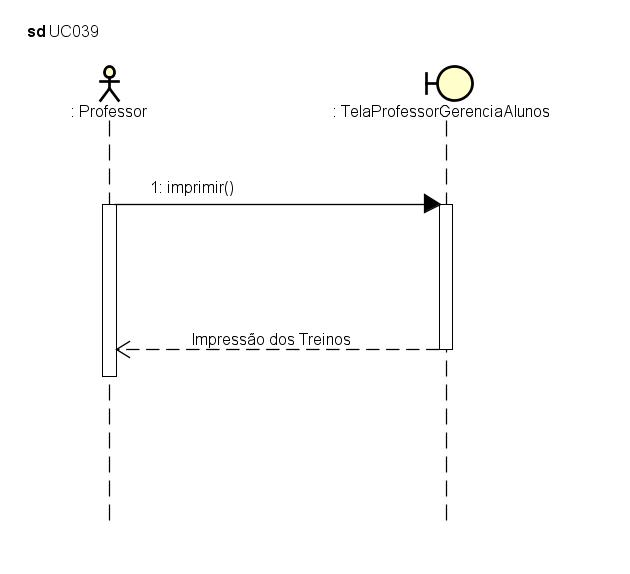 sd UC039
: Professor
: TelaProfessorGerenciaAlunos
1: imprimir()
Impressão dos Treinos